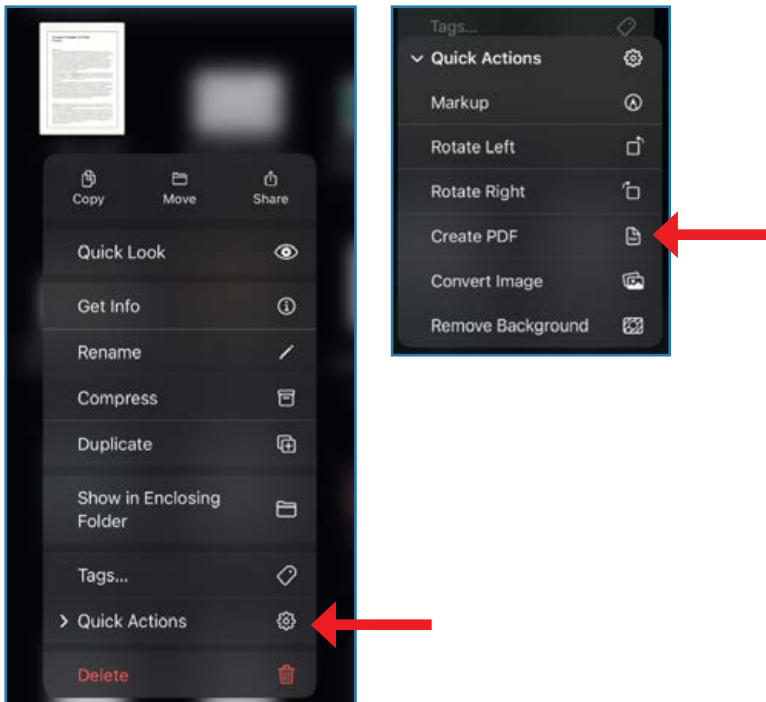 Copy Move Share
Quick Look
Get Info
Rename
Compress
Duplicate
Show in Enclosing
Folder
Tags...
Quick Actions
Delete
Tags...
Quick Actions
Markup
Rotate Left
Rotate Right
Create PDF
Convert Image
Remove Background